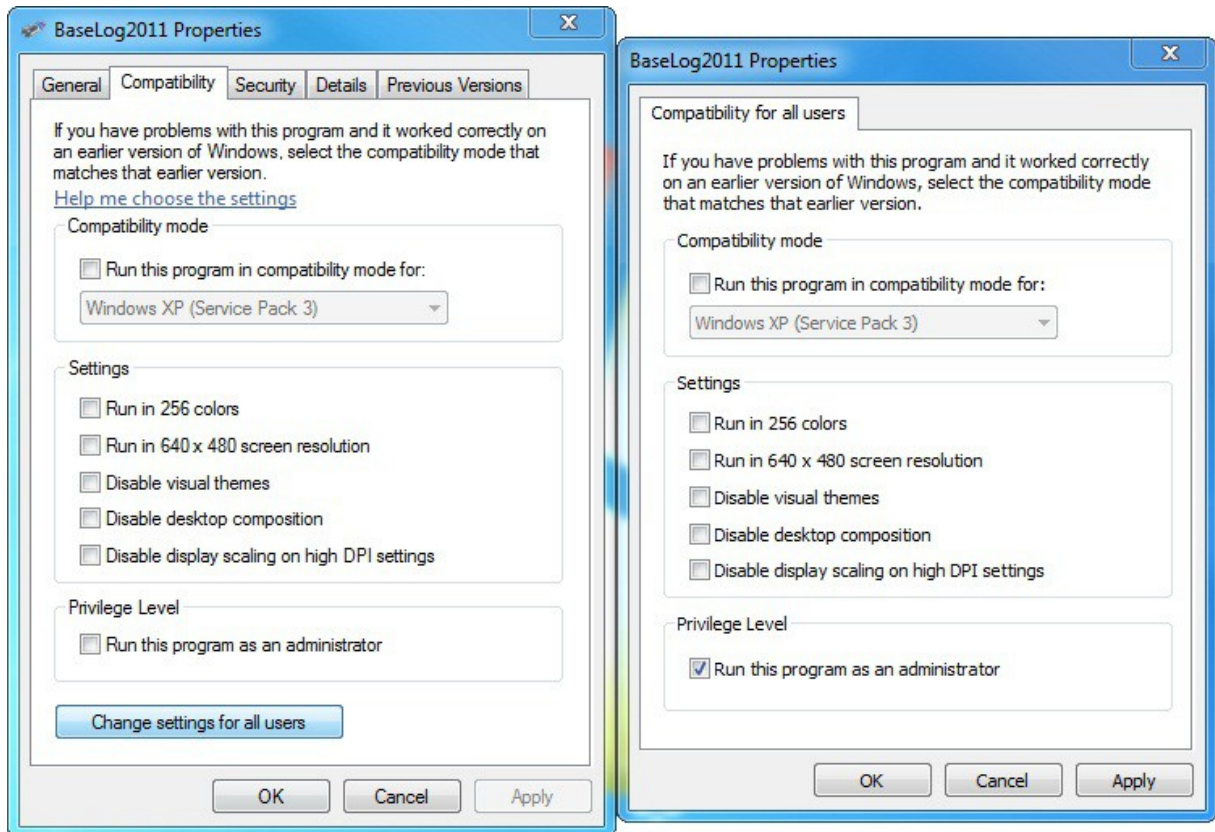 BaseLog2011 Properties
General
Compatibility
Security
Details
Previous Versions
If you have problems with this program and it worked correctly on
an earlier version of Windows, select the compatibility mode that
matches that earlier version.
Help me choose the settings
Compatibility mode
Run this program in compatibility mode for:
Windows XP (Service Pack 3)
Settings
Run in 256 colors
Run in 640 x 480 screen resolution
Disable visual themes
Disable desktop composition
Disable display scaling on high DPI settings
Privilege Level
Run this program as an administrator
Change settings for all users
OK
Cancel
Apply
BaseLog2011 Properties
Compatibility for all users
If you have problems with this program and it worked correctly
on an earlier version of Windows, select the compatibility mode
that matches that earlier version.
Compatibility mode
Run this program in compatibility mode for:
Windows XP (Service Pack 3)
Settings
Run in 256 colors
Run in 640 x 480 screen resolution
Disable visual themes
Disable desktop composition
Disable display scaling on high DPI settings
Privilege Level
Run this program as an administrator
OK
Cancel
Apply